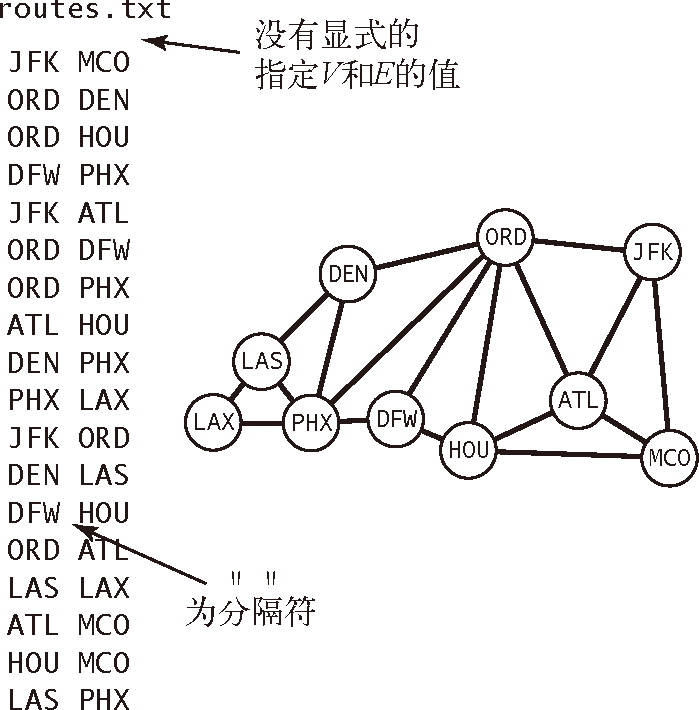 routes.txt
没有显式的
指定V和E的值
JFK MCO
ORD DEN
ORD HOU
DFW PHX
JFK ATL
ORD DFW
ORD PHX
ATL HOU
DEN PHX
PHX LAX
JFK ORD
DEN LAS
DFW HOU
ORD ATL
LAS LAX
ATL MCO
HOU MCO
LAS PHX
" "
为分隔符
ORD
JFK
DEN
LAS
LAX
PHX
DFW
HOU
ATL
MCO